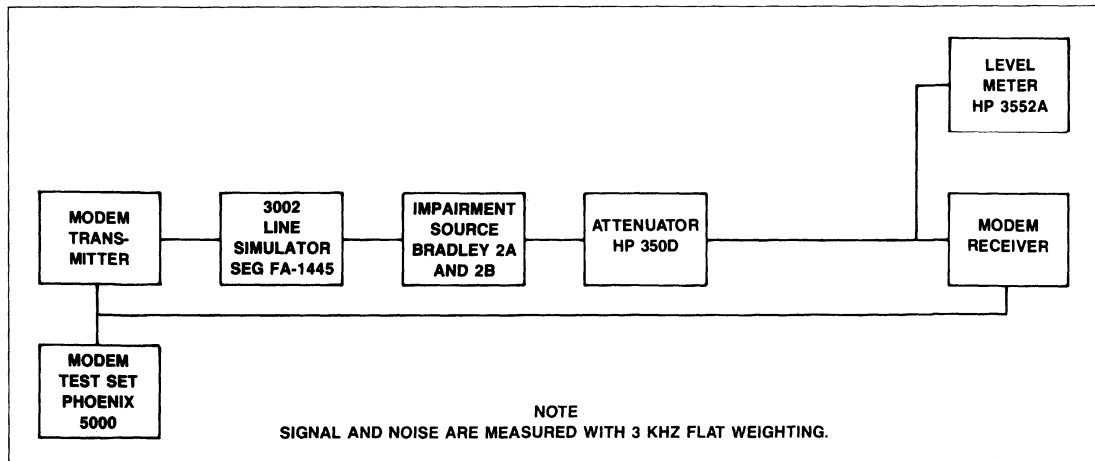 LEVEL
METER
HP 3552A
MODEM
TRANS-
MITTER
3002
LINE
SIMULATOR
SEG FA-1445
IMPAIRMENT
SOURCE
BRADLEY 2A
AND 2B
ATTENUATOR
HP 350D
MODEM
RECEIVER
MODEM
TEST SET
PHOENIX
5000
NOTE
SIGNAL AND NOISE ARE MEASURED WITH 3 KHZ FLAT WEIGHTING.